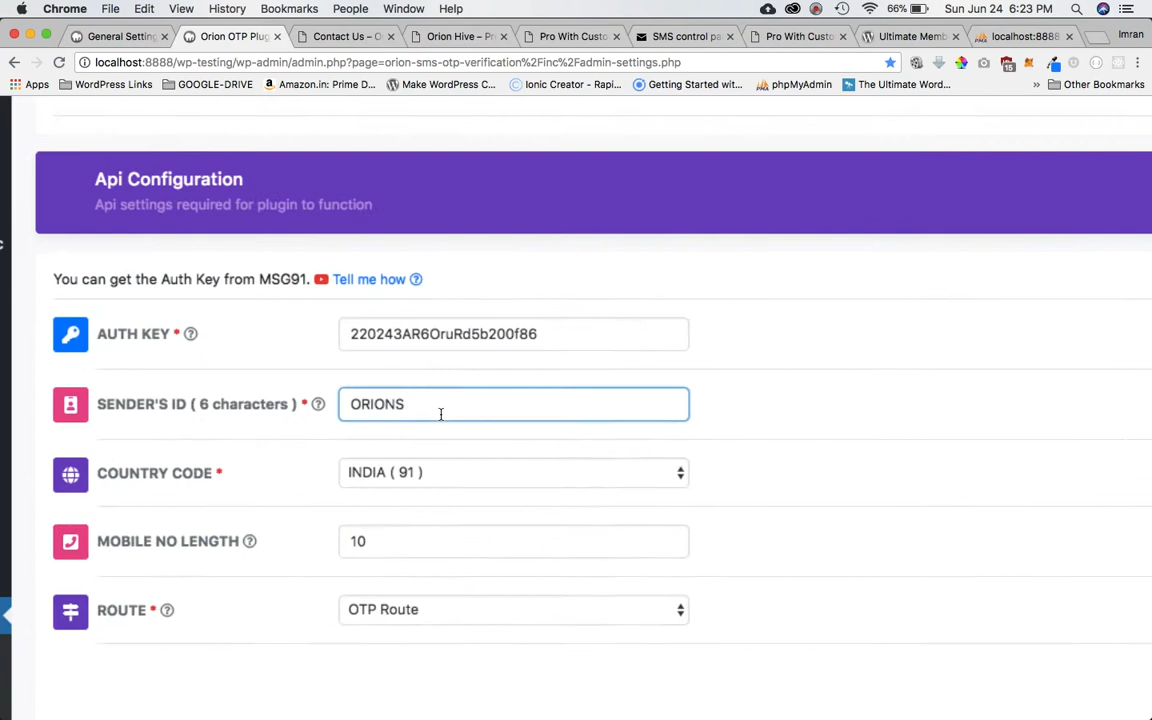 Chrome File Edit View History Bookmarks People Window Help 66% Sun Jun 24 6:23 PM
General Settin Orion OTP Plug Contact Us – O Orion Hive – Pr Pro With Custo SMS control pa Pro With Custo Ultimate Memb localhost:8888 Imran
localhost:8888/wp-testing/wp-admin/admin.php?page=orion-sms-otp-verification%2Finc%2Fadmin-settings.php 15
Apps WordPress Links GOOGLE-DRIVE Amazon.in: Prime D... Make WordPress C... Ionic Creator - Rapi... Getting Started wit... phpMyAdmin The Ultimate Word... » Other Bookmarks
Api Configuration
Api settings required for plugin to function
You can get the Auth Key from MSG91. Tell me how
AUTH KEY * 220243AR6OruRd5b200f86
SENDER'S ID ( 6 characters ) * ORIONS
COUNTRY CODE * INDIA ( 91 )
MOBILE NO LENGTH 10
ROUTE * OTP Route